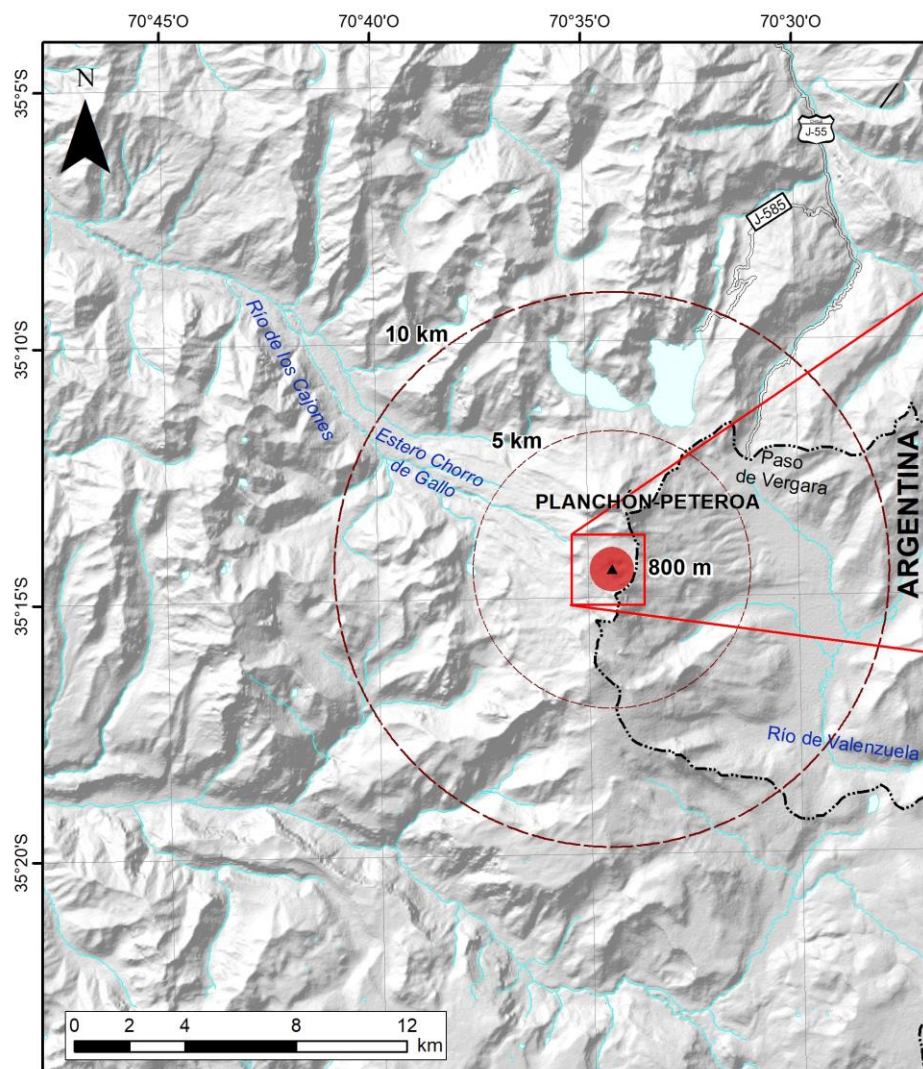 70°45'O
70°40'O
70°35'O
70°30'O
35°5'S
N
CHILE
J-55
J-585
10 km
Río de los Cajones
35°10'S
5 km
Estero Chorro
de Gallo
Paso
de Vergara
ARGENTINA
PLANCHÓN-PETEROA
800 m
35°15'S
Río de Valenzuela
35°20'S
0 2 4 8 12
km